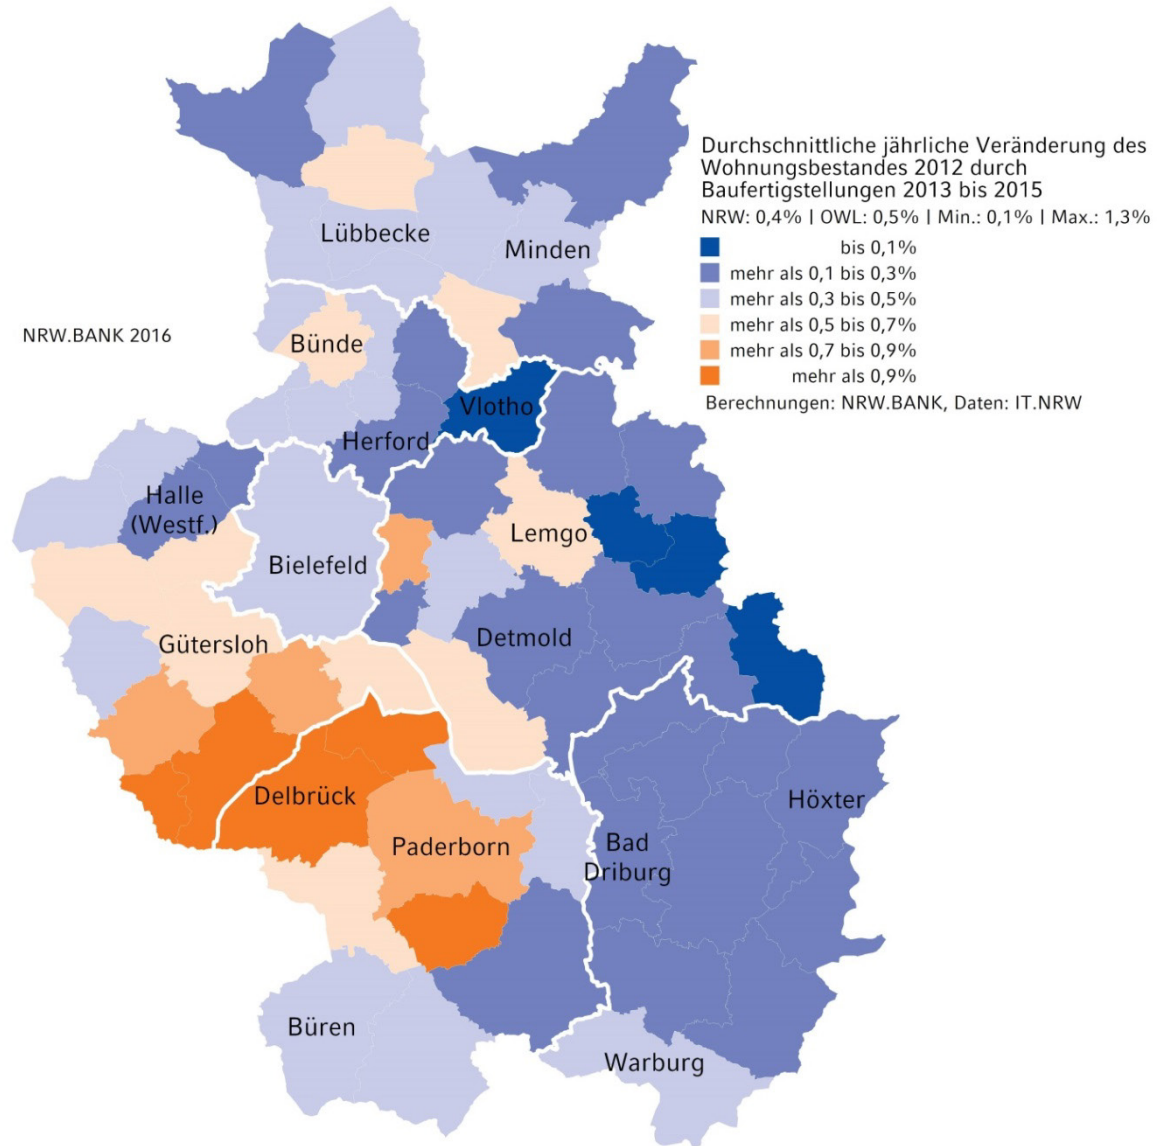 Durchschnittliche jährliche Veränderung des
Wohnungsbestandes 2012 durch
Baufertigstellungen 2013 bis 2015
NRW: 0,4% | OWL: 0,5% | Min.: 0,1% | Max.: 1,3%
bis 0,1%
mehr als 0,1 bis 0,3%
mehr als 0,3 bis 0,5%
mehr als 0,5 bis 0,7%
mehr als 0,7 bis 0,9%
mehr als 0,9%
Berechnungen: NRW.BANK, Daten: IT.NRW
NRW.BANK 2016
Lübbecke
Minden
Bünde
Vlotho
Herford
Halle
(Westf.)
Lemgo
Bielefeld
Detmold
Gütersloh
Delbrück
Höxter
Paderborn
Bad
Driburg
Büren
Warburg